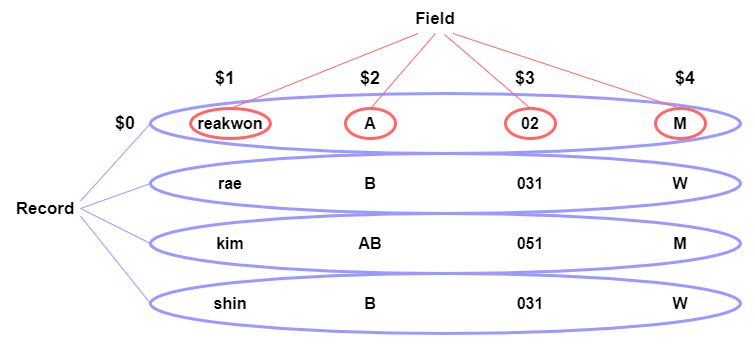 Field
$1 $2 $3 $4
$0 reakwon A 02 M
rae B 031 W
Record
kim AB 051 M
shin B 031 W